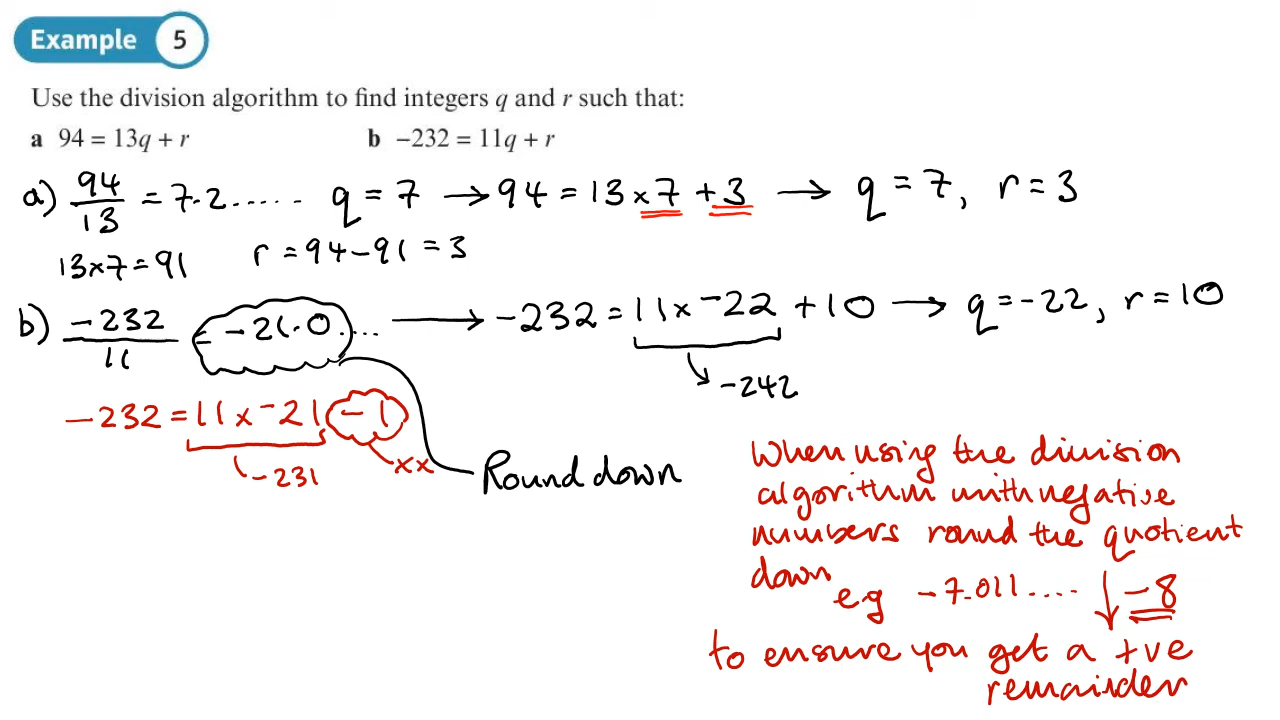 Example 5
Use the division algorithm to find integers q and r such that:
a 94 = 13q + r b −232 = 11q + r
a) 94/13 = 7.2..... q = 7 → 94 = 13 x 7 + 3 → q = 7, r = 3
13x7=91 r = 94-91 = 3
b) -232/11 = -21.0.... → -232 = 11 x -22 + 10 → q = -22, r = 10
-242
-232 = 11 x -21 - 1
-231 xx Round down
When using the division
algorithm with negative
numbers round the quotient
down
eg -7.011.... ↓ -8
to ensure you get a +ve
remainder